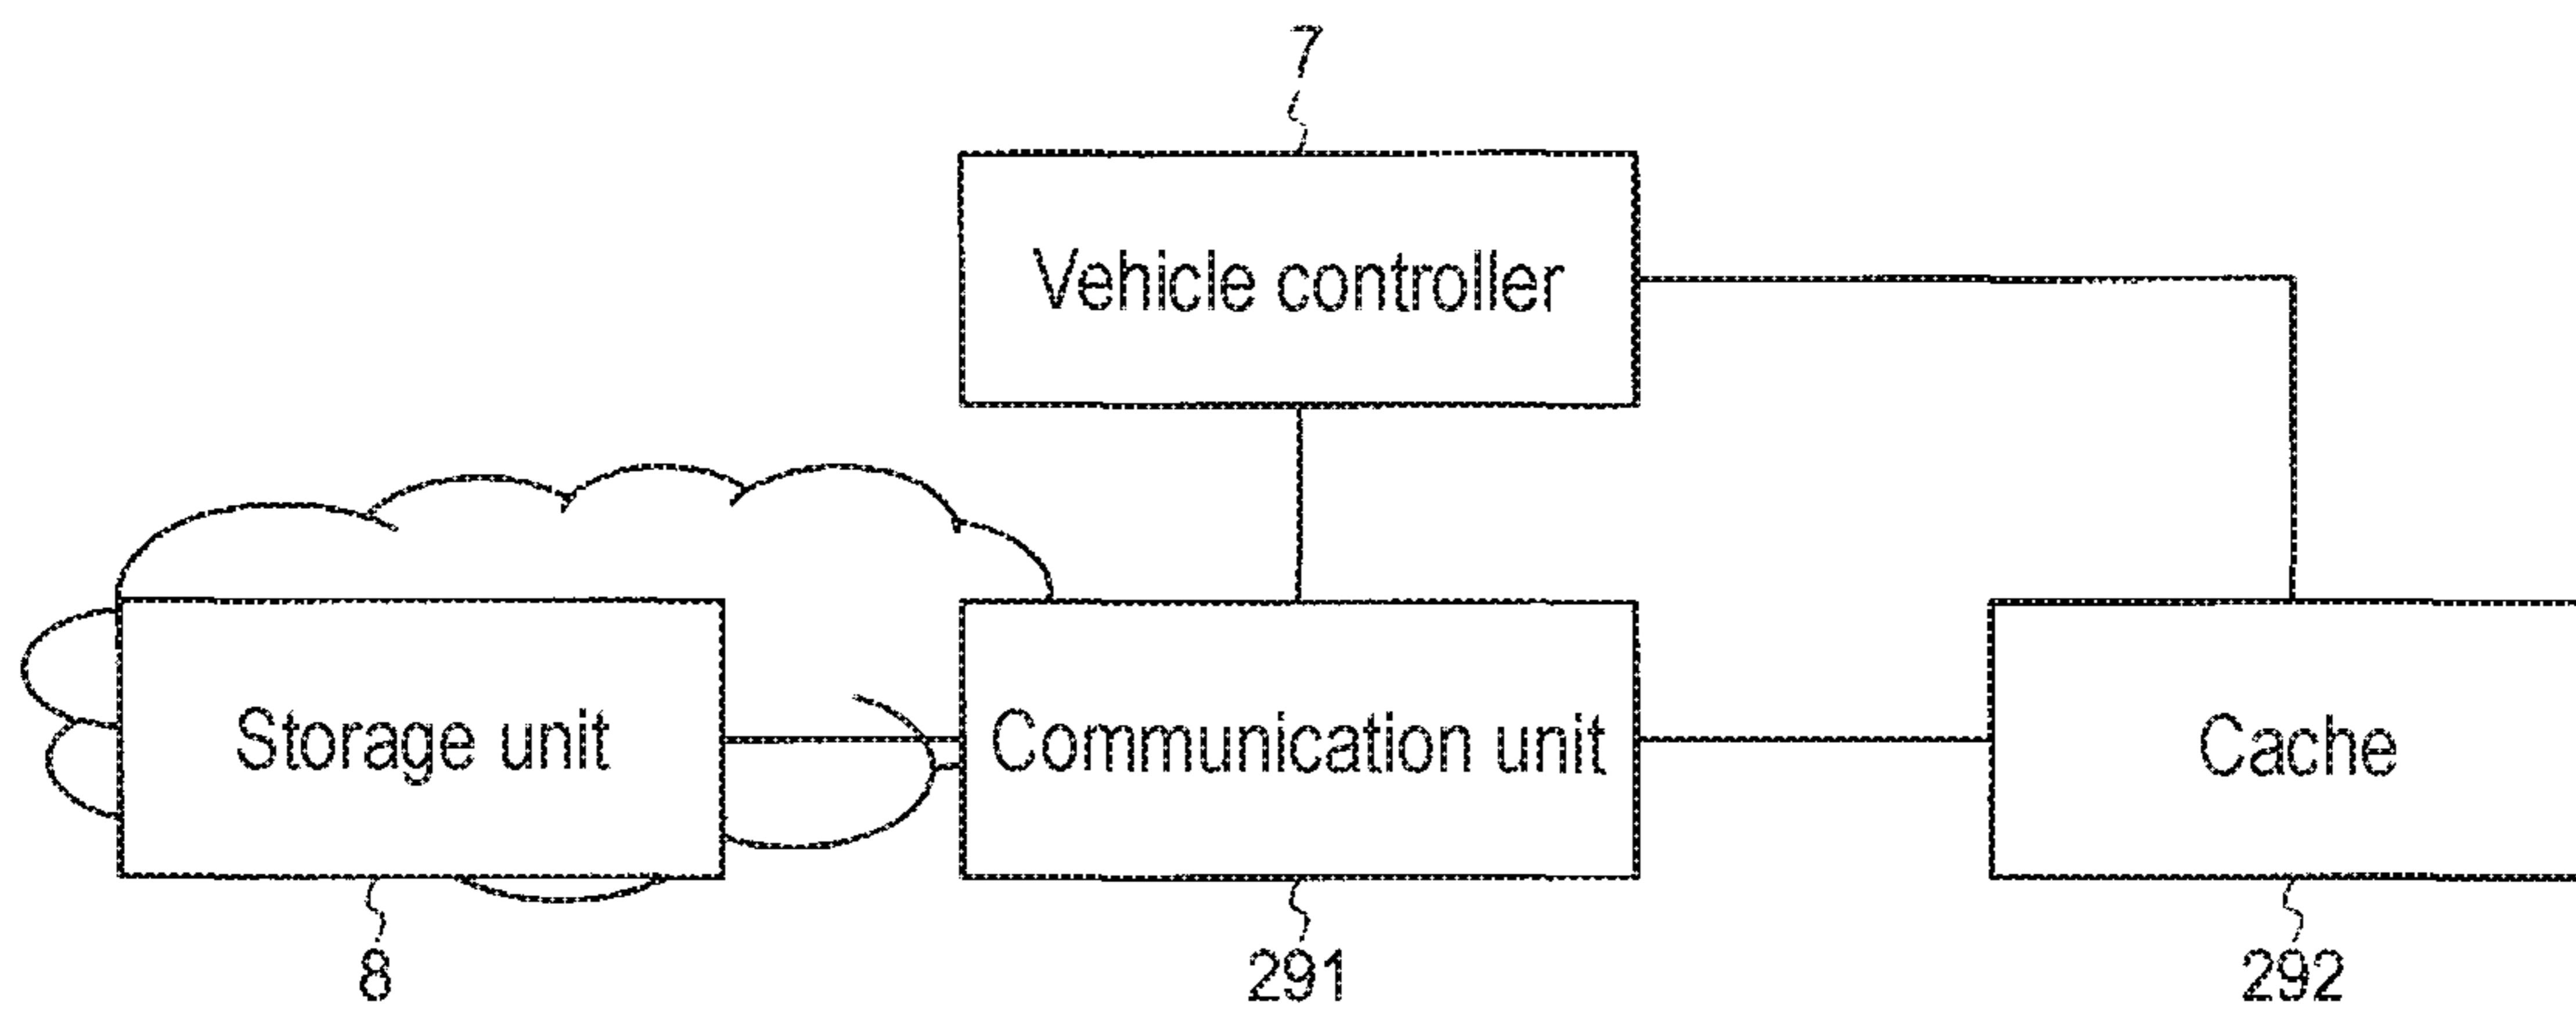 7
Vehicle controller
Storage unit
Communication unit
Cache
8
291
292